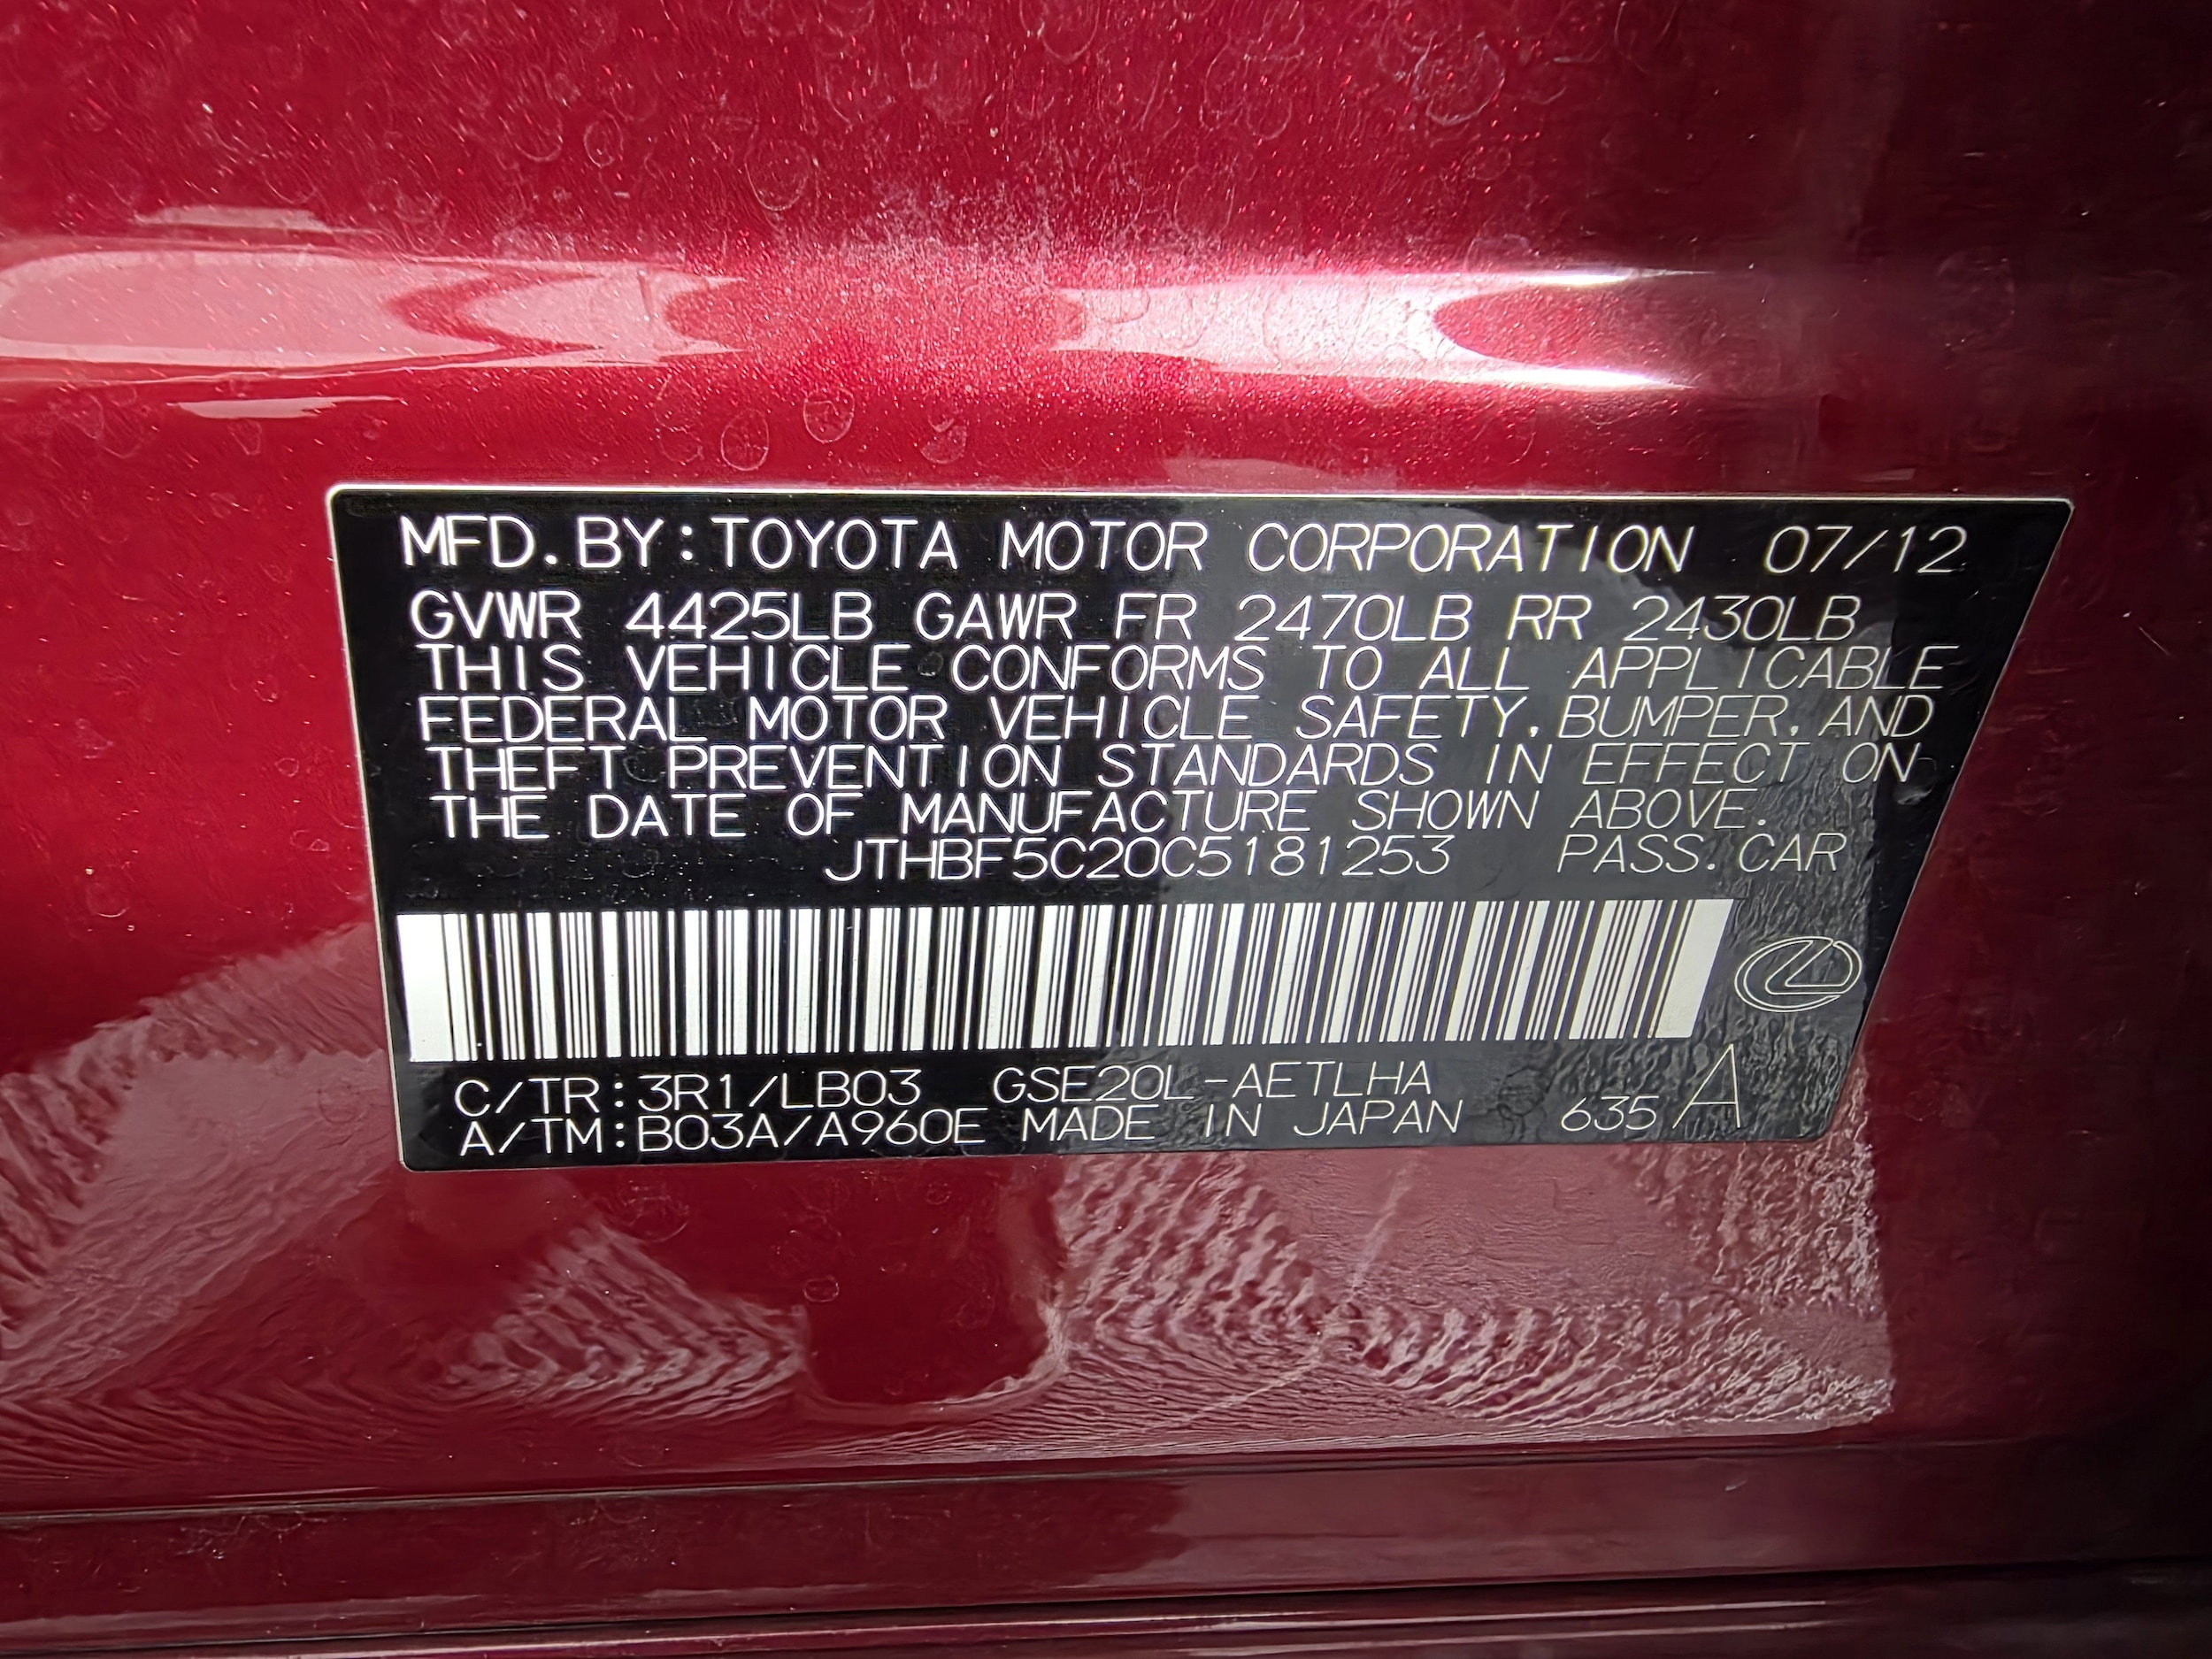 MFD.BY:TOYOTA MOTOR CORPORATION 07/12
GVWR 4425LB GAWR FR 2470LB RR 2430LB
THIS VEHICLE CONFORMS TO ALL APPLICABLE
FEDERAL MOTOR VEHICLE SAFETY,BUMPER,AND
THEFT PREVENTION STANDARDS IN EFFECT ON
THE DATE OF MANUFACTURE SHOWN ABOVE.
JTHBF5C20C5181253 PASS.CAR
C/TR:3R1/LB03 GSE20L-AETLHA
A/TM:B03A/A960E MADE IN JAPAN 635/A